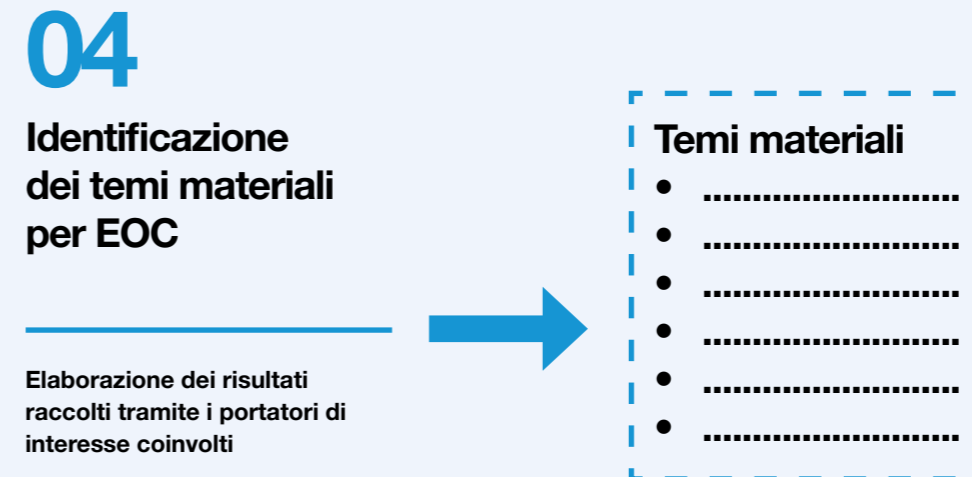 04
Identificazione
dei temi materiali
per EOC
Elaborazione dei risultati
raccolti tramite i portatori di
interesse coinvolti
Temi materiali
• ..........................
• ..........................
• ..........................
• ..........................
• ..........................
• ..........................